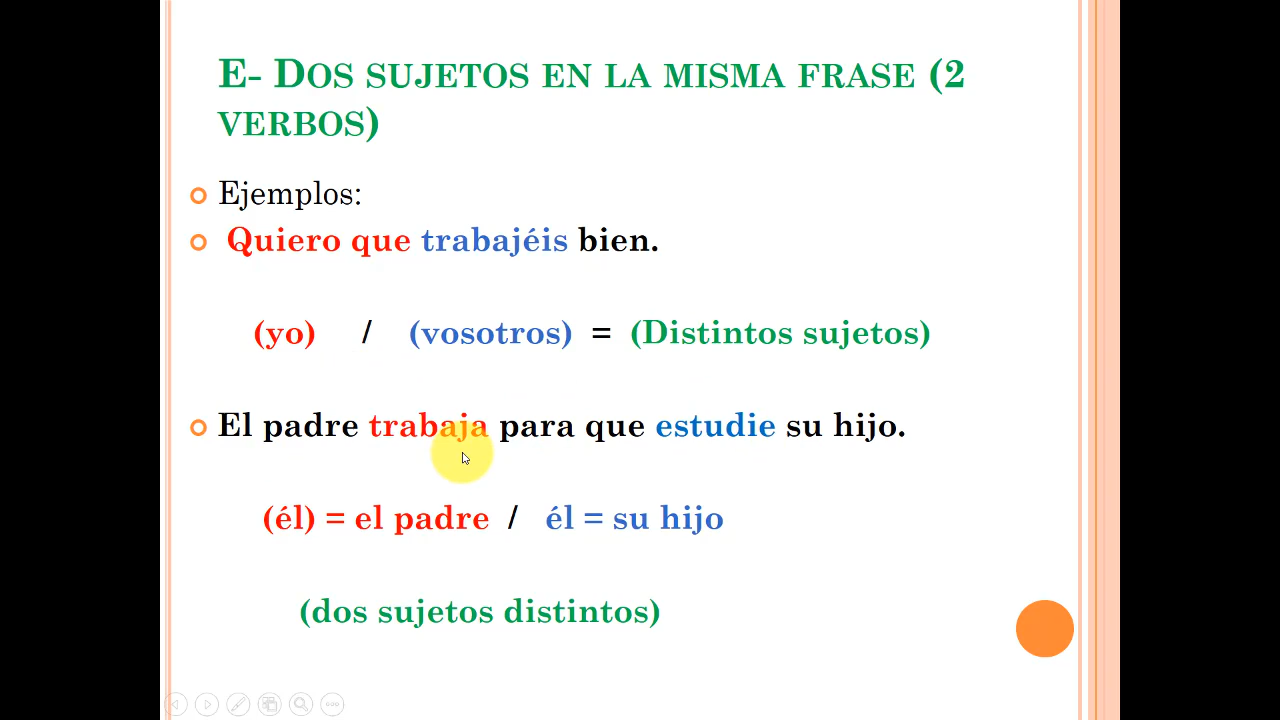 E- DOS SUJETOS EN LA MISMA FRASE (2
VERBOS)
Ejemplos:
Quiero que trabajéis bien.
(yo) / (vosotros) = (Distintos sujetos)
El padre trabaja para que estudie su hijo.
(él) = el padre / él = su hijo
(dos sujetos distintos)